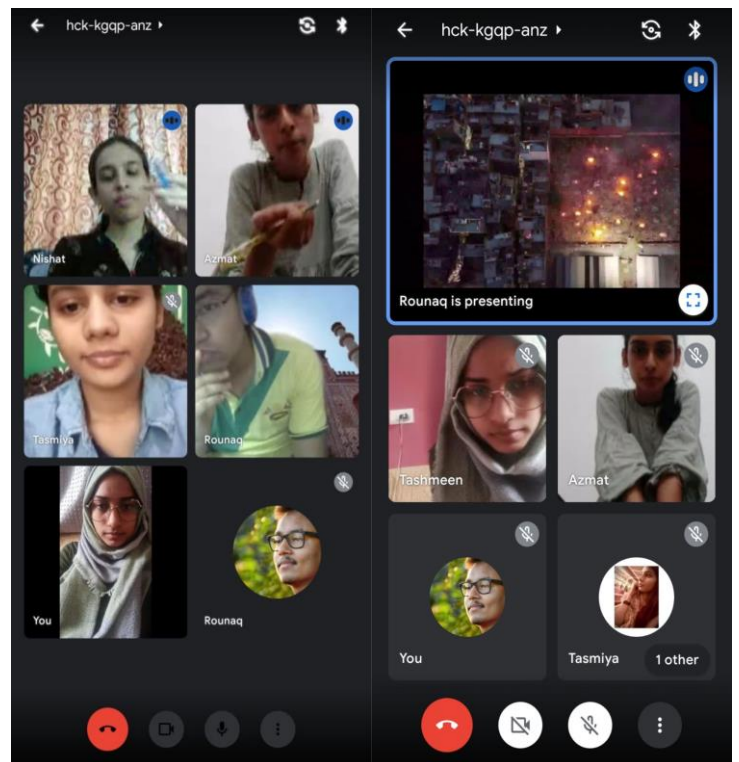 hck-kgqp-anz
Nishat
Azmat
Tasmiya
Rounaq
You
Rounaq
hck-kgqp-anz
Rounaq is presenting
Tashmeen
Azmat
You
Tasmiya
1 other